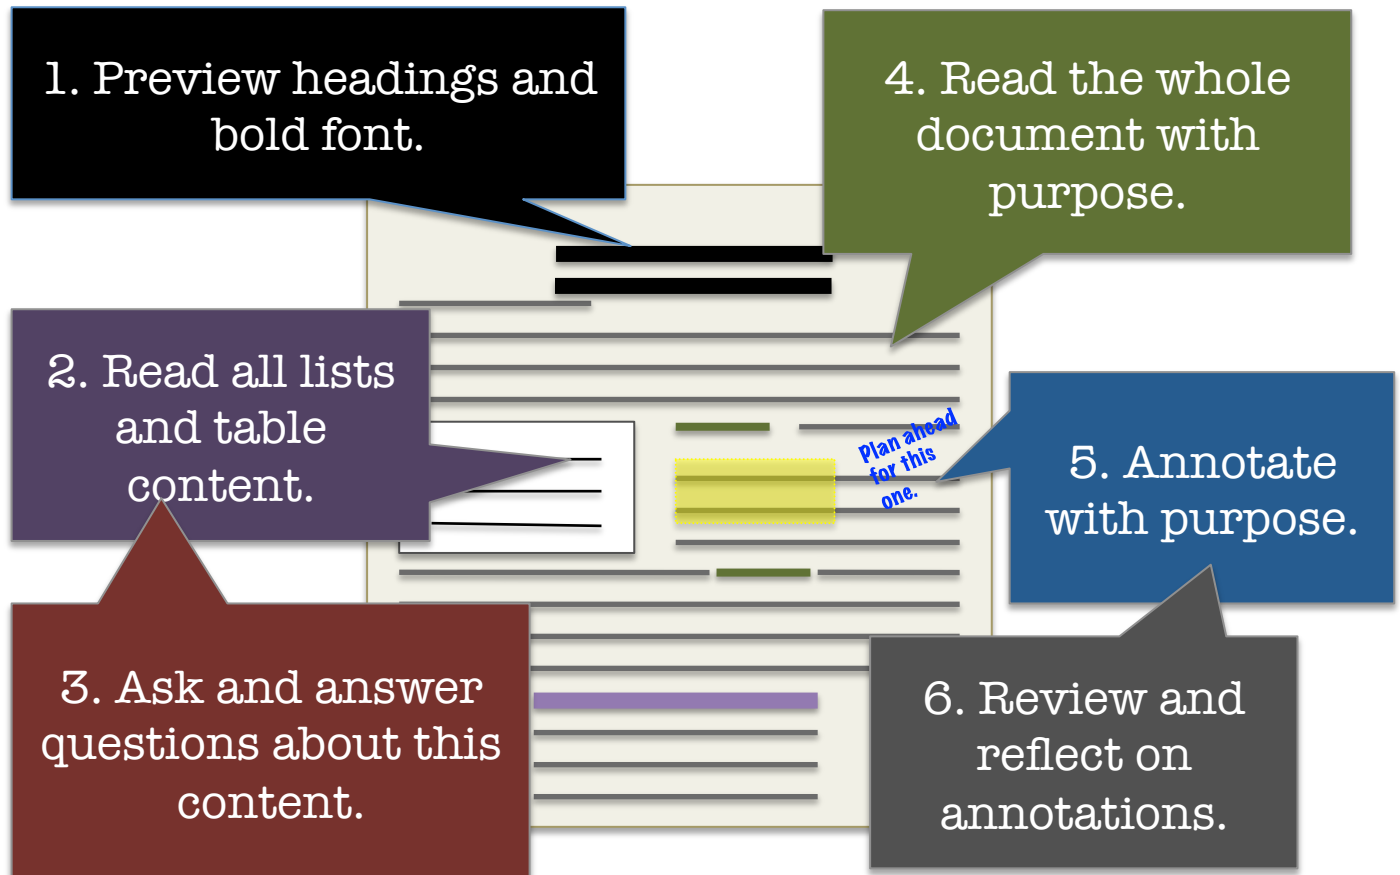 1. Preview headings and
bold font.
2. Read all lists
and table
content.
3. Ask and answer
questions about this
content.
4. Read the whole
document with
purpose.
Plan ahead
for this
one.
5. Annotate
with purpose.
6. Review and
reflect on
annotations.